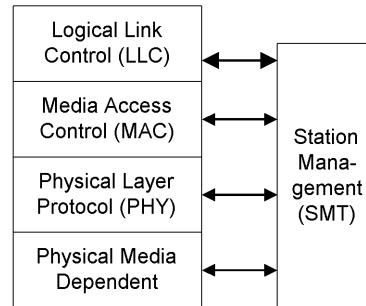 Logical Link
Control (LLC)
Media Access
Control (MAC)
Physical Layer
Protocol (PHY)
Physical Media
Dependent
Station
Mana-
gement
(SMT)